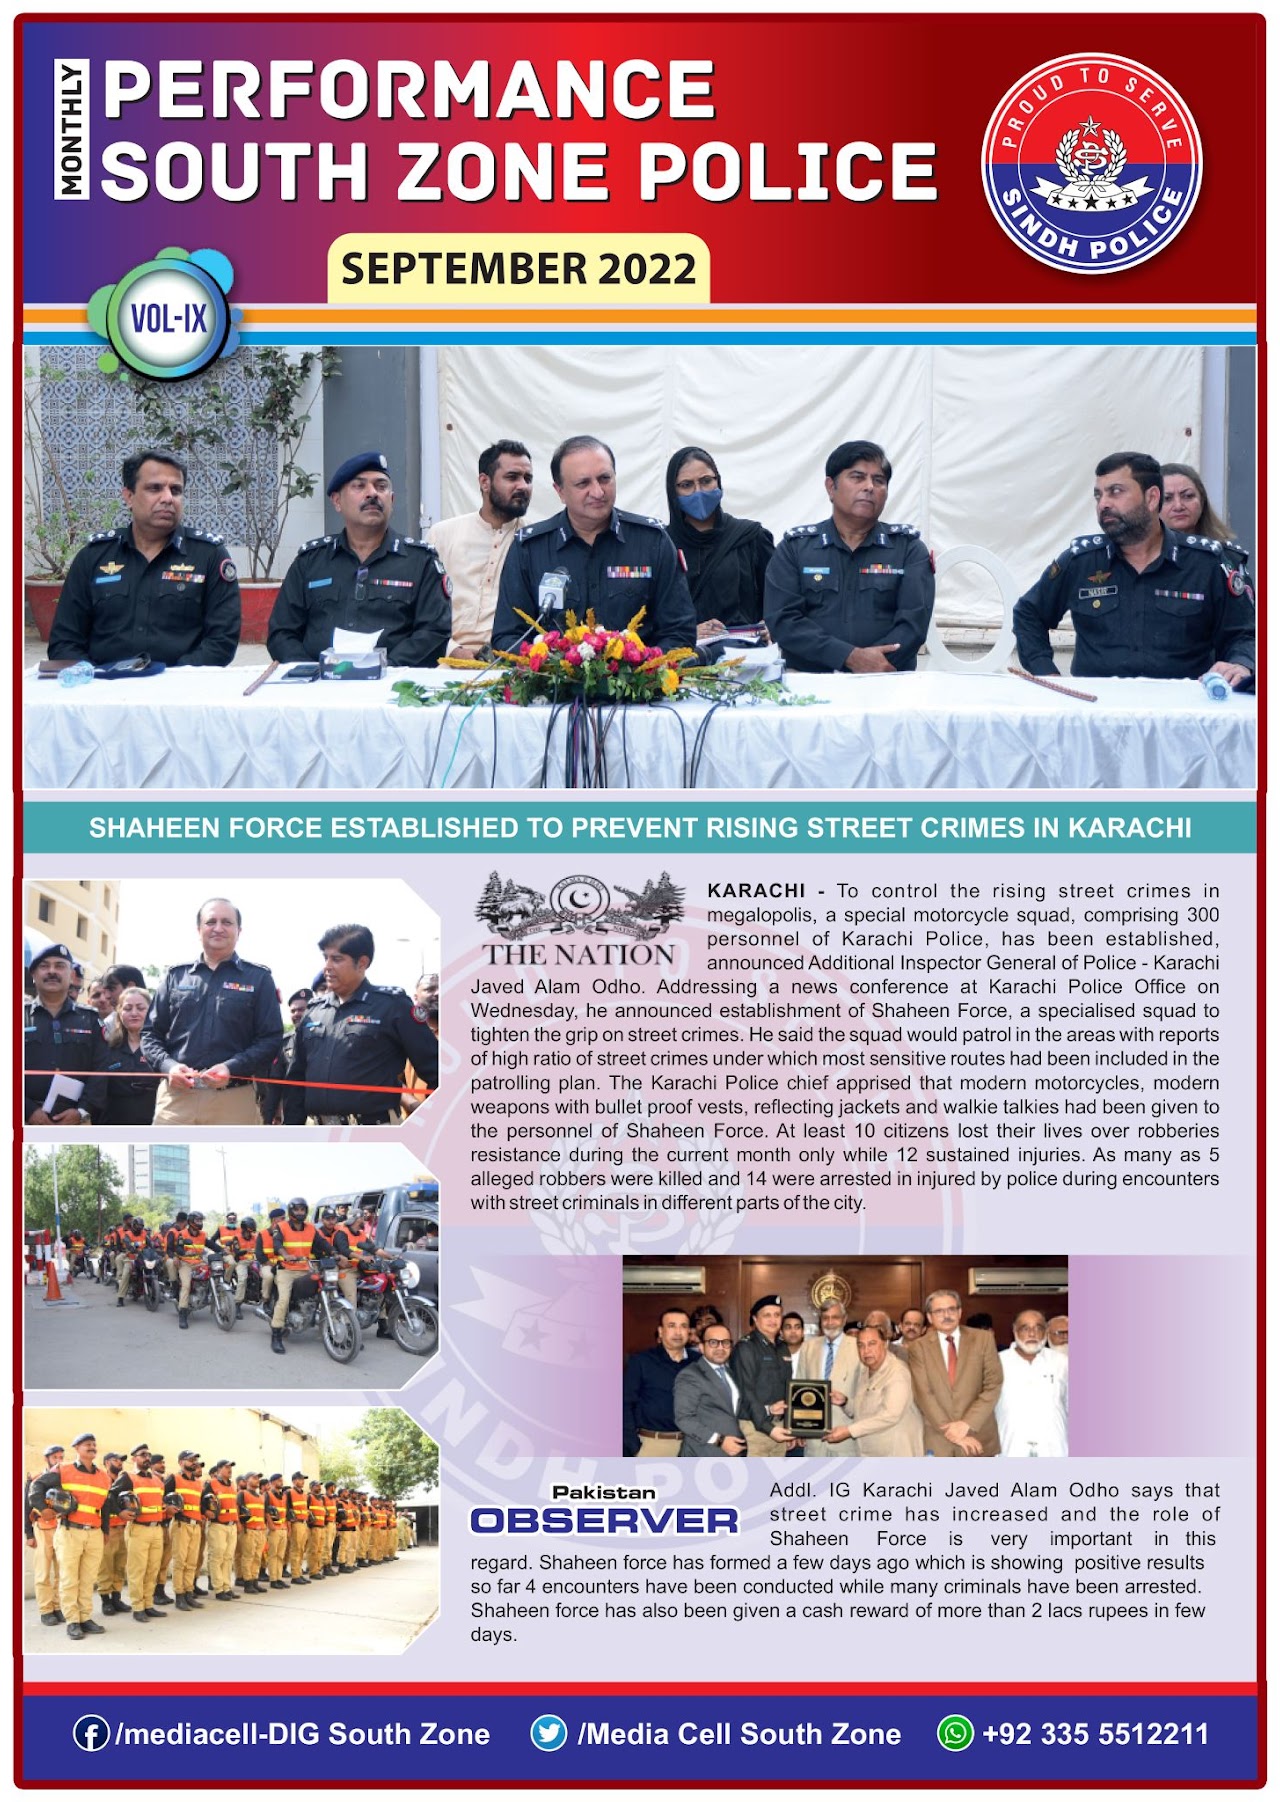 MONTHLY
PERFORMANCE
SOUTH ZONE POLICE
PROUD TO SERVE
SINDH POLICE
SEPTEMBER 2022
VOL-IX
SHAHEEN FORCE ESTABLISHED TO PREVENT RISING STREET CRIMES IN KARACHI
THE NATION
KARACHI - To control the rising street crimes in
megalopolis, a special motorcycle squad, comprising 300
personnel of Karachi Police, has been established,
announced Additional Inspector General of Police - Karachi
Javed Alam Odho. Addressing a news conference at Karachi Police Office on
Wednesday, he announced establishment of Shaheen Force, a specialised squad to
tighten the grip on street crimes. He said the squad would patrol in the areas with reports
of high ratio of street crimes under which most sensitive routes had been included in the
patrolling plan. The Karachi Police chief apprised that modern motorcycles, modern
weapons with bullet proof vests, reflecting jackets and walkie talkies had been given to
the personnel of Shaheen Force. At least 10 citizens lost their lives over robberies
resistance during the current month only while 12 sustained injuries. As many as 5
alleged robbers were killed and 14 were arrested in injured by police during encounters
with street criminals in different parts of the city.
Pakistan
OBSERVER
Addl. IG Karachi Javed Alam Odho says that
street crime has increased and the role of
Shaheen Force is very important in this
regard. Shaheen force has formed a few days ago which is showing positive results
so far 4 encounters have been conducted while many criminals have been arrested.
Shaheen force has also been given a cash reward of more than 2 lacs rupees in few
days.
/mediacell-DIG South Zone
/Media Cell South Zone
+92 335 5512211